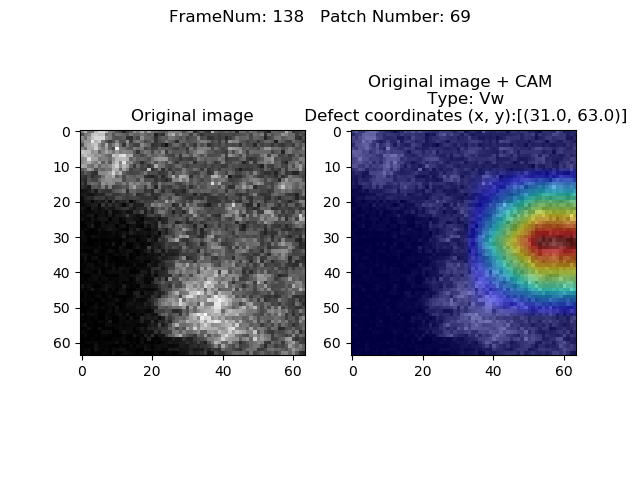 FrameNum: 138   Patch Number: 69
Original image
Original image + CAM
Type: Vw
Defect coordinates (x, y):[(31.0, 63.0)]
0
10
20
30
40
50
60
0 20 40 60
0
10
20
30
40
50
60
0 20 40 60